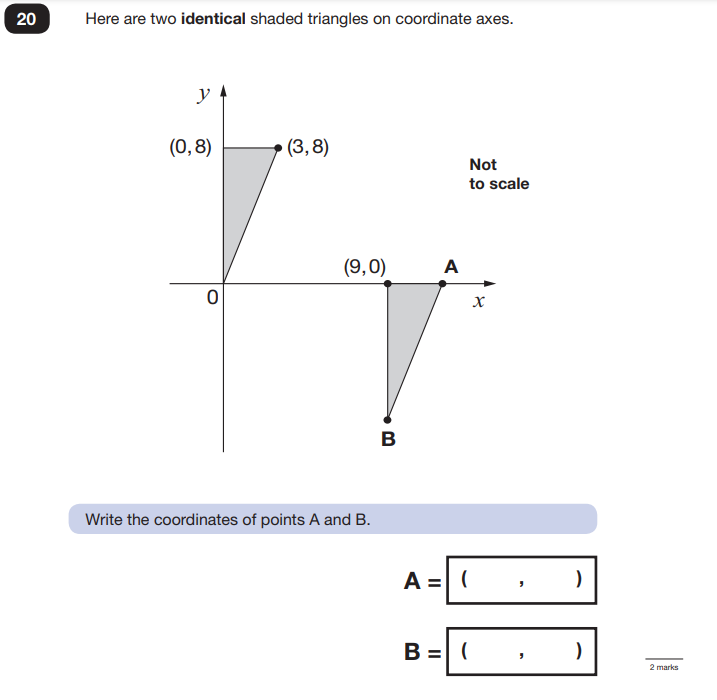 20
Here are two identical shaded triangles on coordinate axes.
y
(0,8)
(3,8)
Not
to scale
(9,0)
A
0
x
B
Write the coordinates of points A and B.
A = ( , )
B = ( , )
2 marks